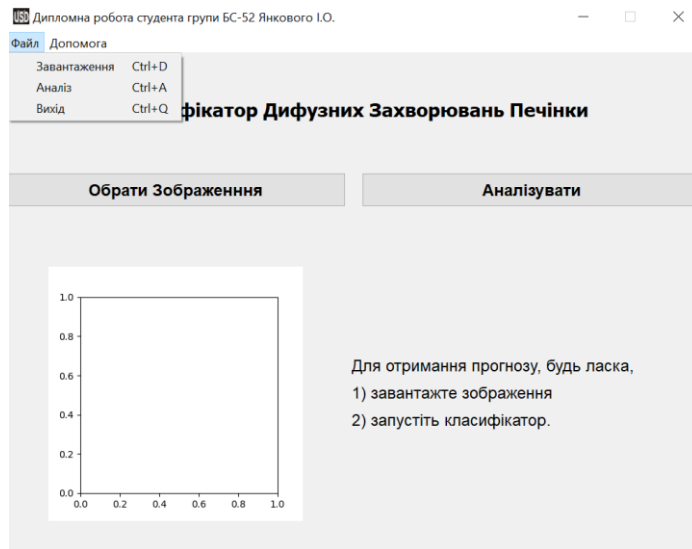 USD Дипломна робота студента групи БС-52 Янкового І.О.
Файл Допомога
Завантаження Ctrl+D
Аналіз Ctrl+A
Вихід Ctrl+Q
фікатор Дифузних Захворювань Печінки
Обрати Зображенння
Аналізувати
1.0
0.8
0.6
0.4
0.2
0.0
0.0 0.2 0.4 0.6 0.8 1.0
Для отримання прогнозу, будь ласка,
1) завантажте зображення
2) запустіть класифікатор.